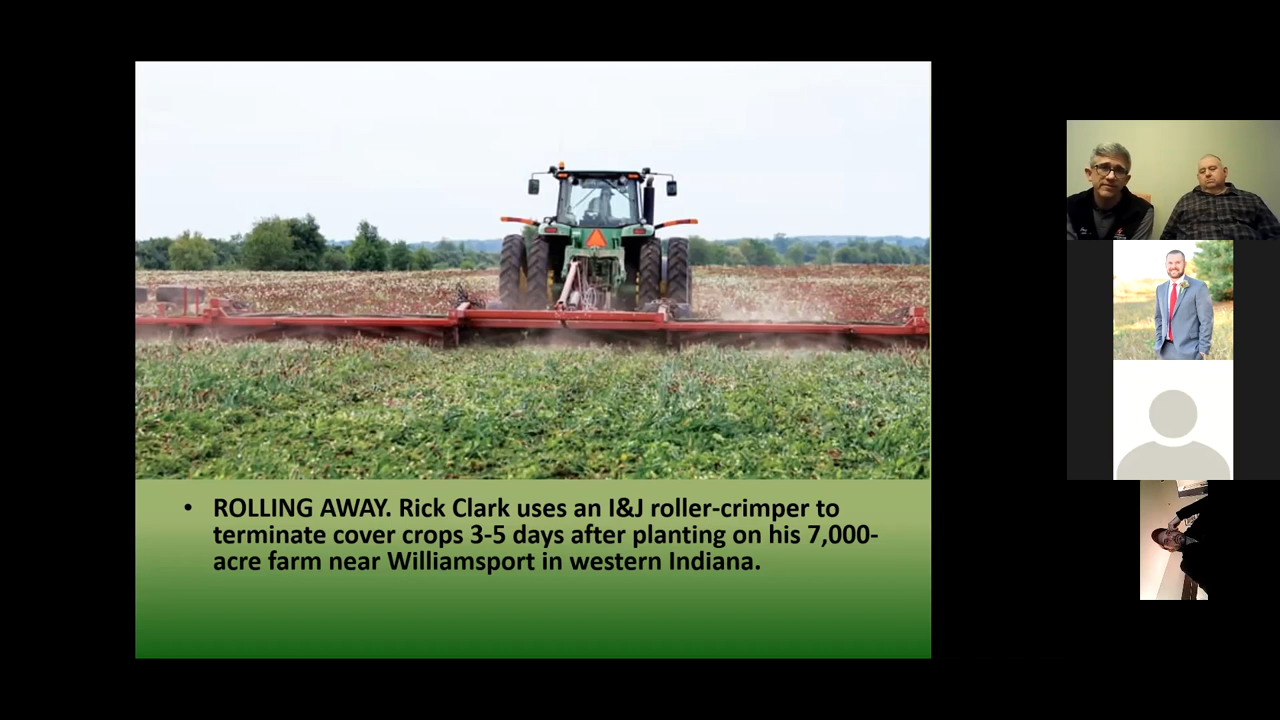 • ROLLING AWAY. Rick Clark uses an I&J roller-crimper to
terminate cover crops 3-5 days after planting on his 7,000-
acre farm near Williamsport in western Indiana.